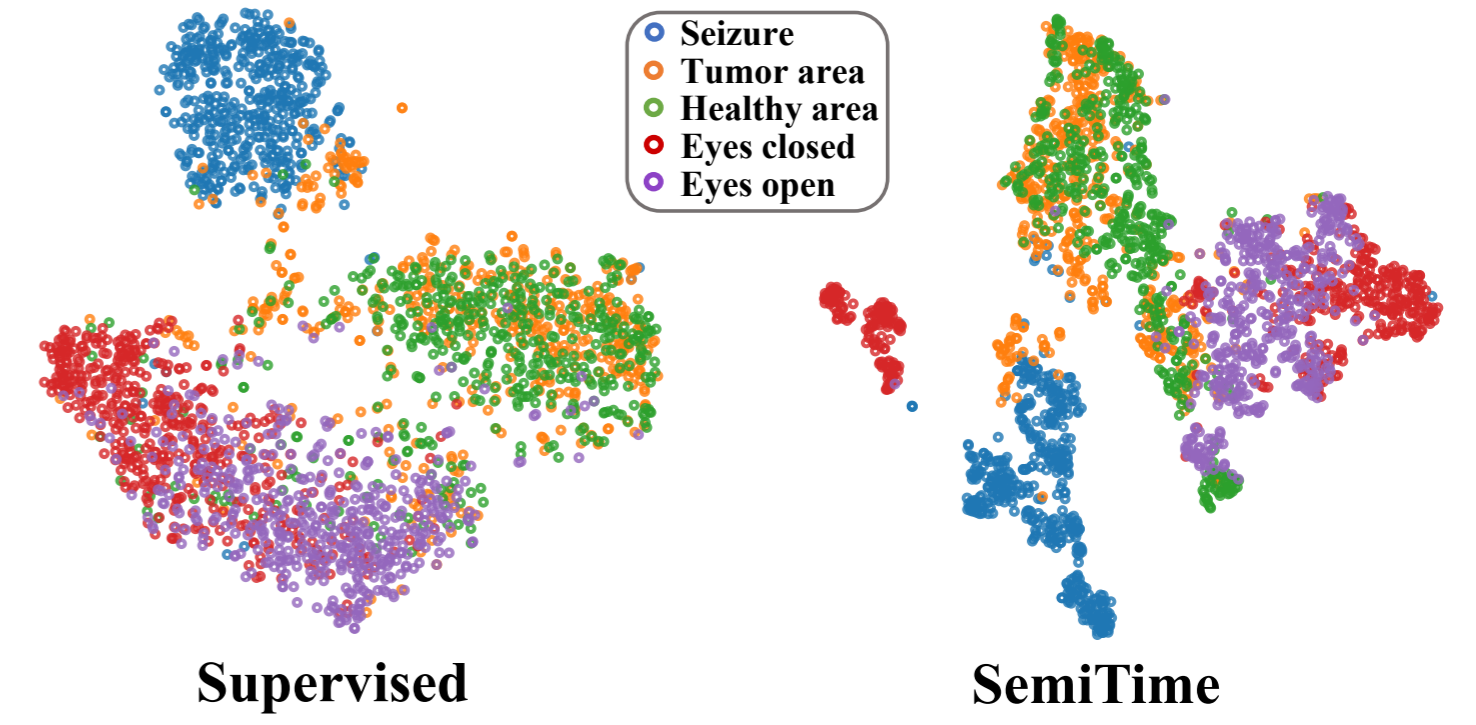 Seizure
Tumor area
Healthy area
Eyes closed
Eyes open
Supervised
SemiTime